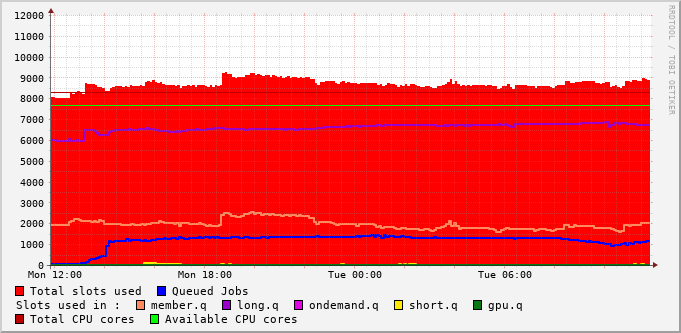 12000
11000
10000
9000
8000
7000
6000
5000
4000
3000
2000
1000
0
Mon 12:00 Mon 18:00 Tue 00:00 Tue 06:00
Total slots used Queued Jobs
Slots used in : member.q long.q ondemand.q short.q gpu.q
Total CPU cores Available CPU cores
RRDTOOL / TOBI OETIKER